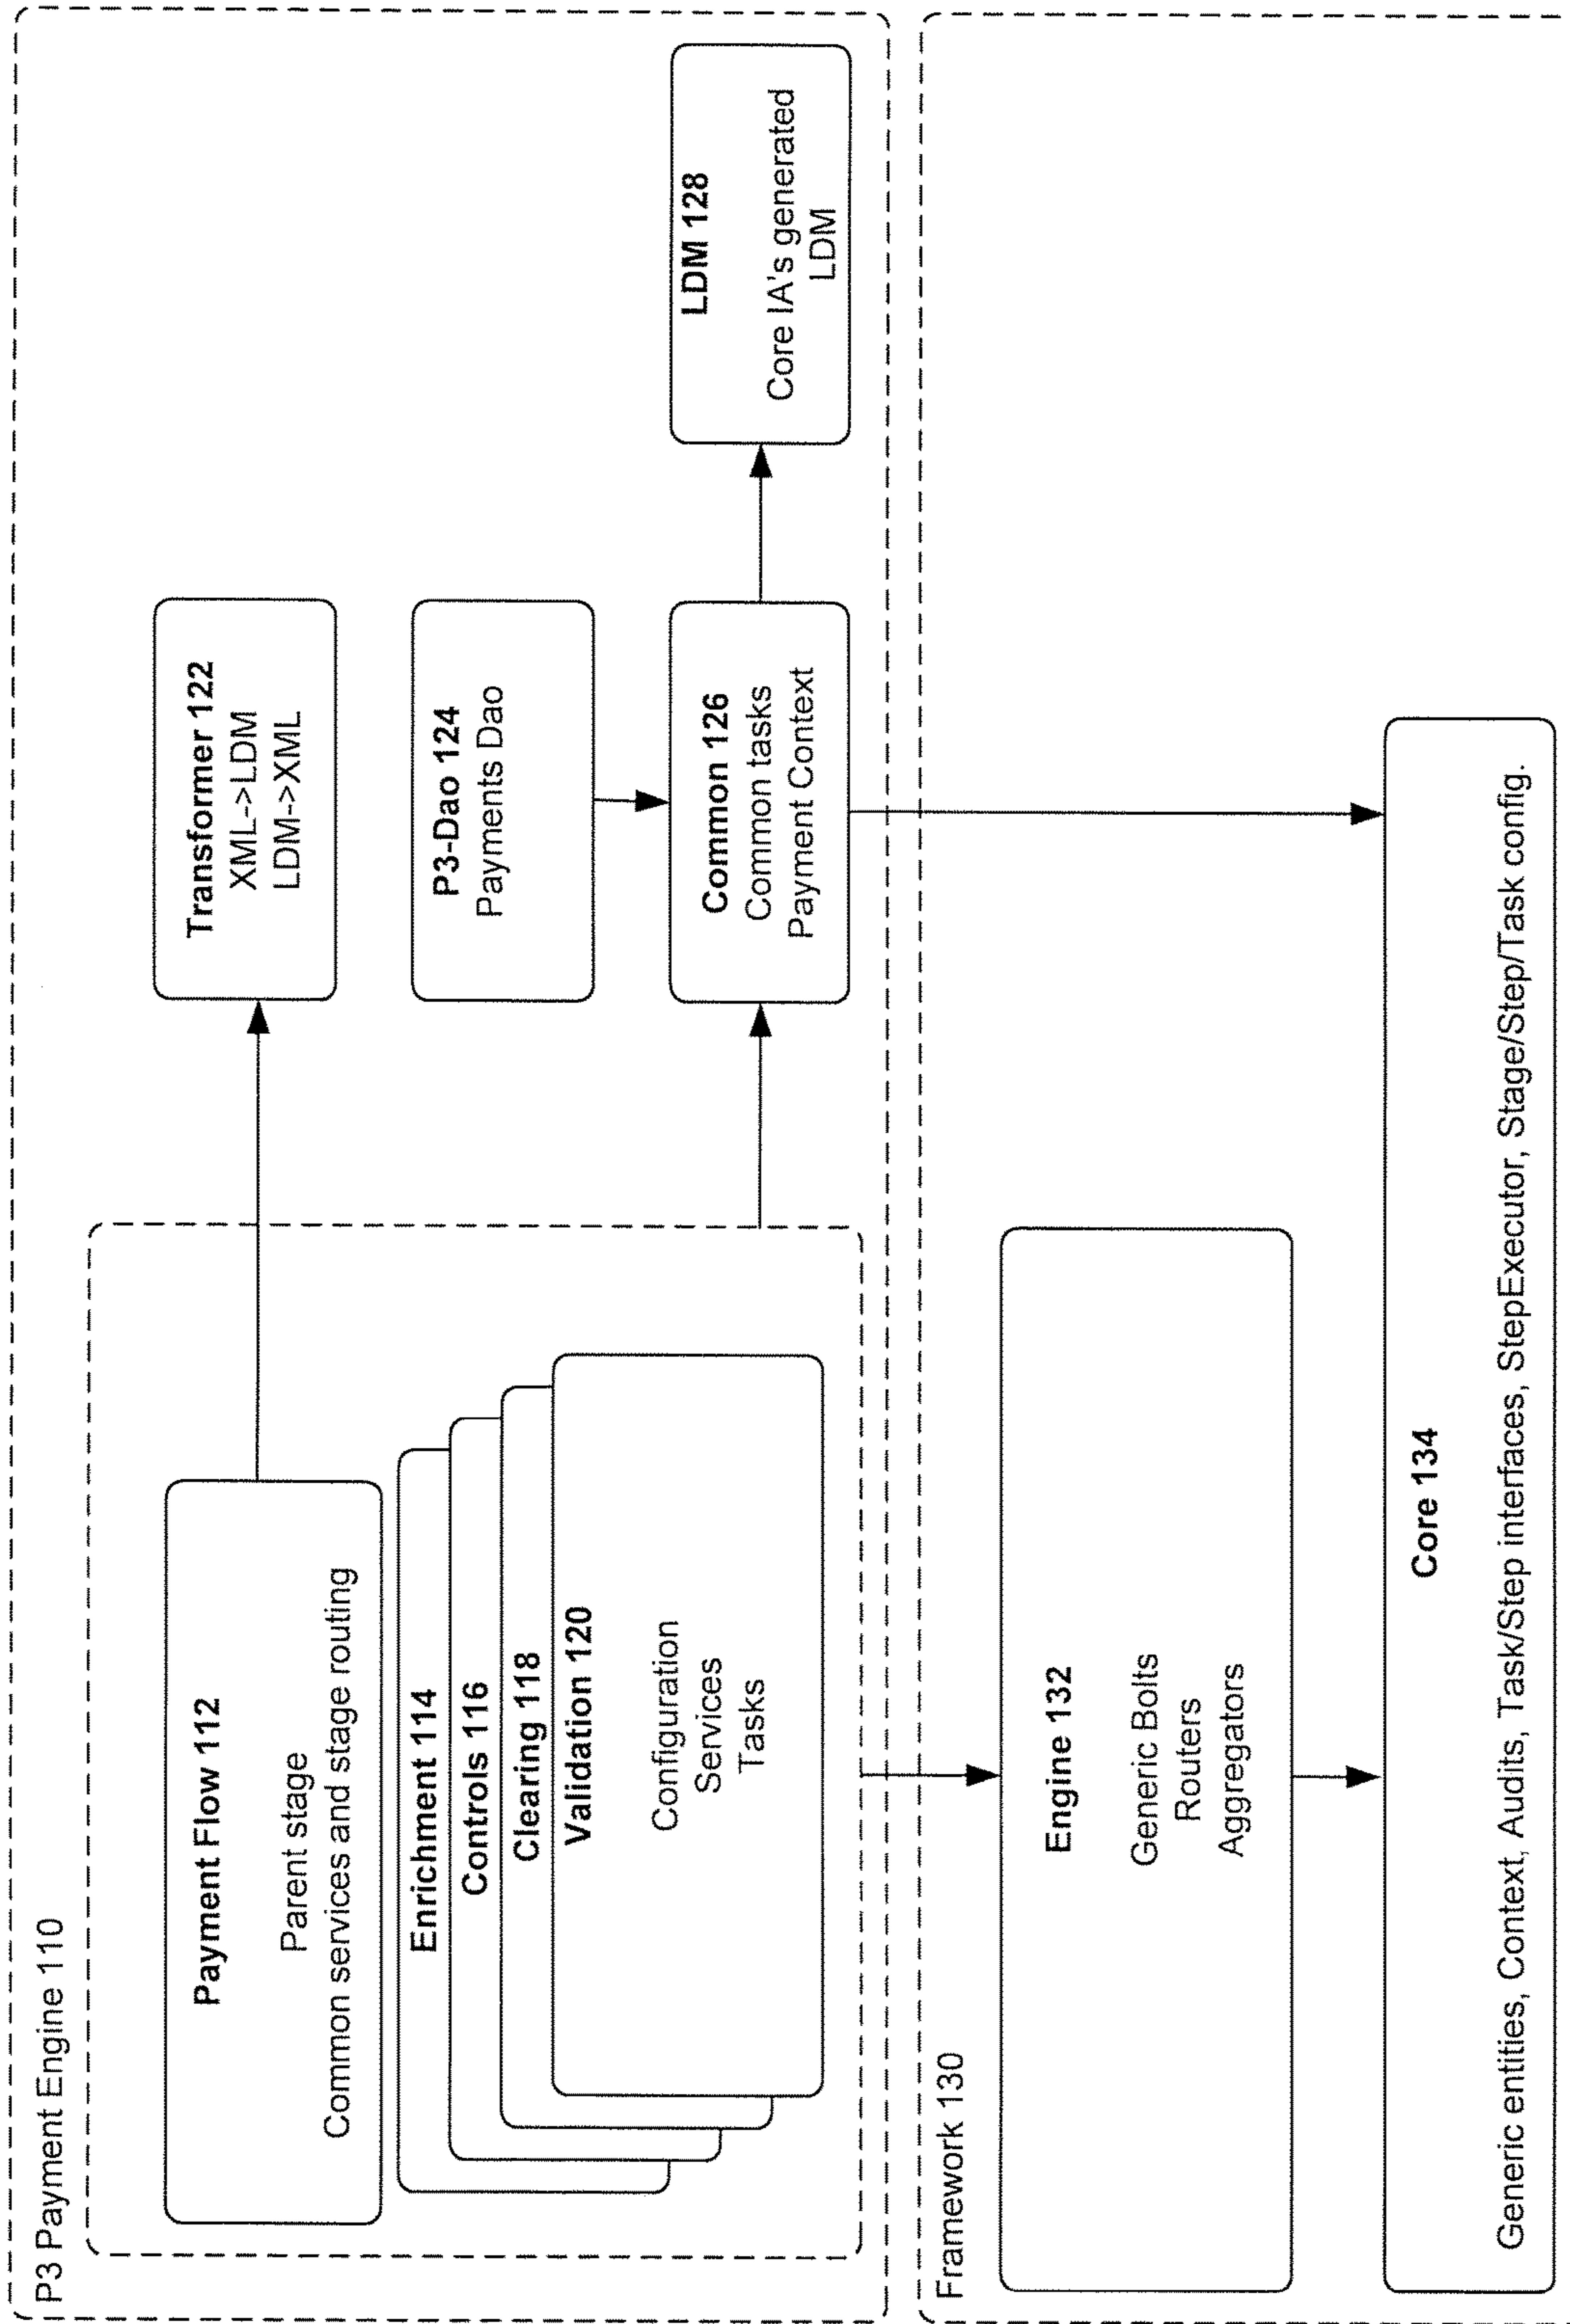 P3 Payment Engine 110
Payment Flow 112
Parent stage
Common services and stage routing
Enrichment 114
Controls 116
Clearing 118
Validation 120
Configuration
Services
Tasks
Transformer 122
XML->LDM
LDM->XML
P3-Dao 124
Payments Dao
Common 126
Common tasks
Payment Context
LDM 128
Core IA's generated
LDM
Framework 130
Engine 132
Generic Bolts
Routers
Aggregators
Core 134
Generic entities, Context, Audits, Task/Step interfaces, StepExecutor, Stage/Step/Task config.